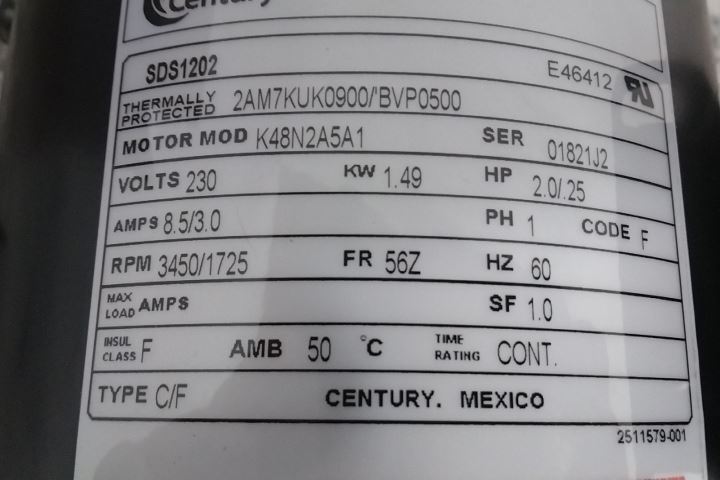 Century
SDS1202 E46412
THERMALLY PROTECTED 2AM7KUK0900/'BVP0500
MOTOR MOD K48N2A5A1 SER 01821J2
VOLTS 230 KW 1.49 HP 2.0/.25
AMPS 8.5/3.0 PH 1 CODE F
RPM 3450/1725 FR 56Z HZ 60
MAX LOAD AMPS SF 1.0
INSUL CLASS F AMB 50 °C TIME RATING CONT.
TYPE C/F CENTURY. MEXICO
2511579-001